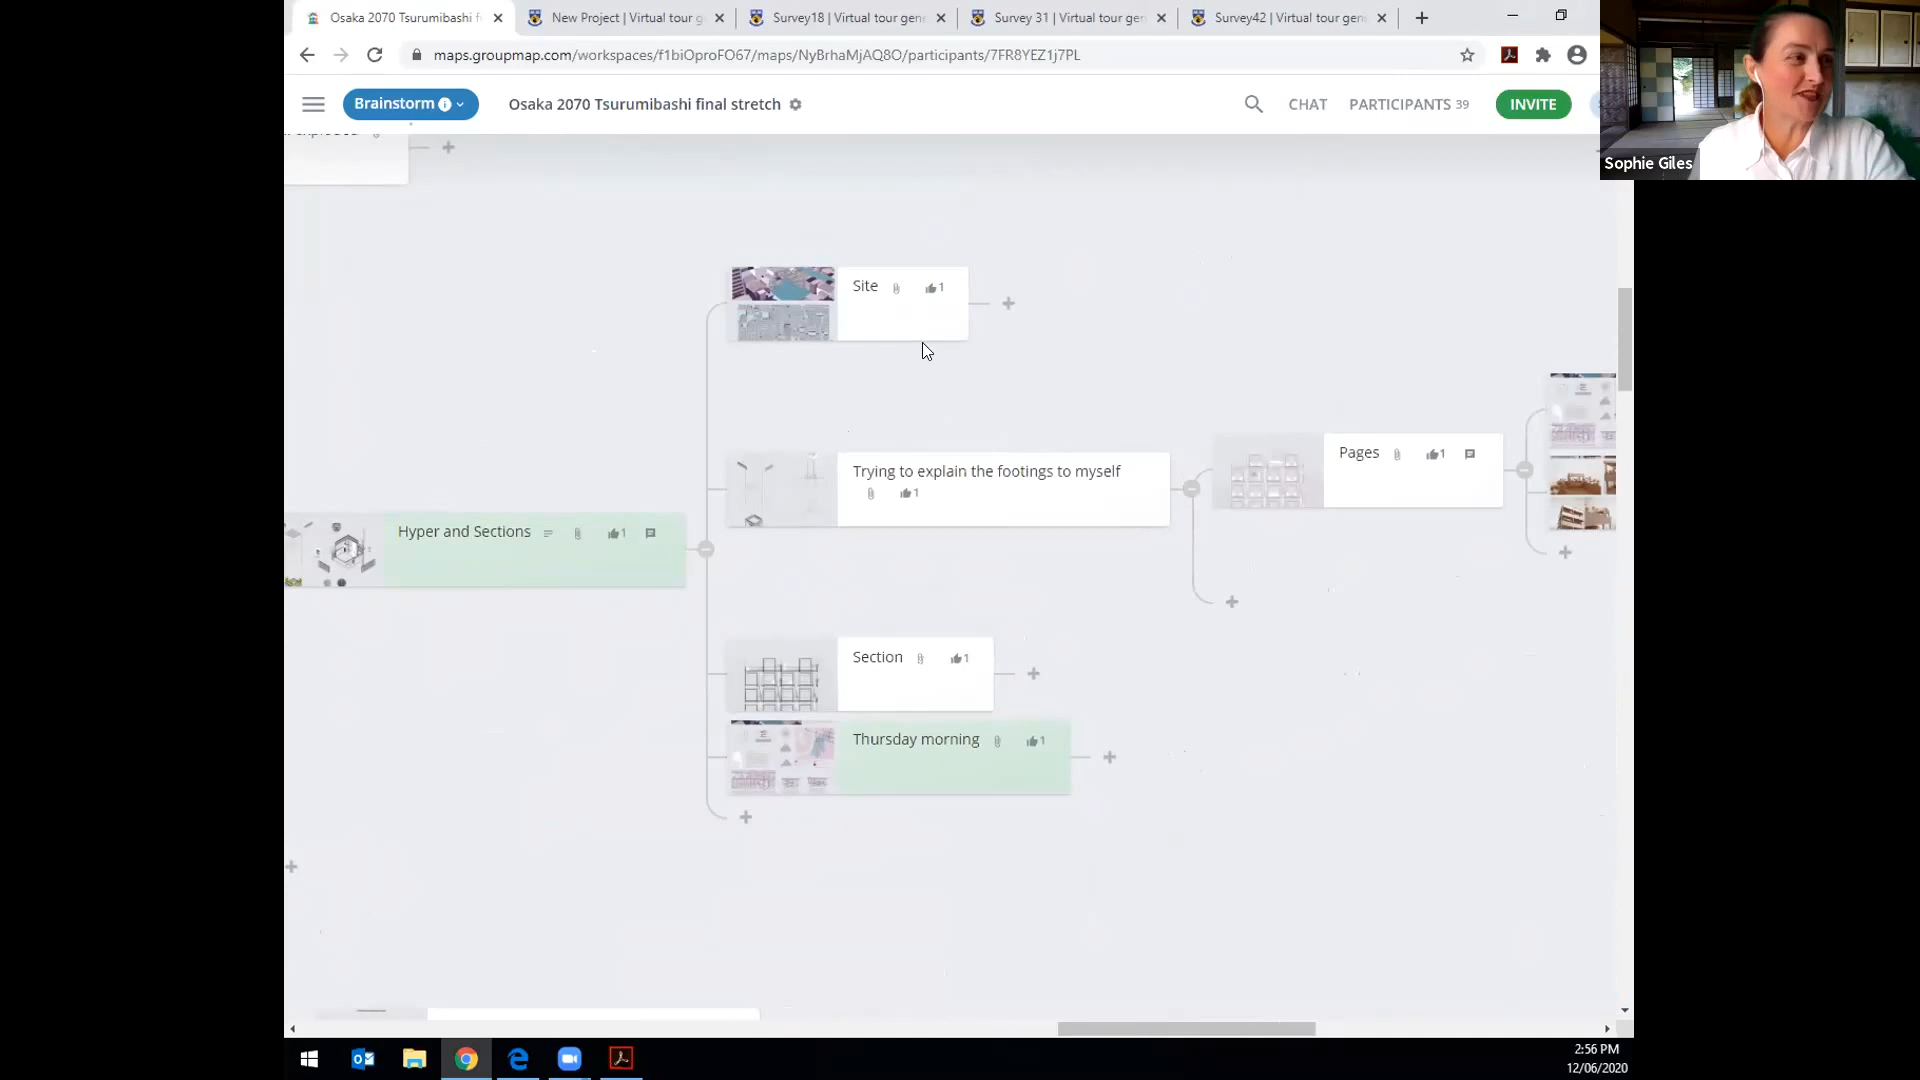 Osaka 2070 Tsurumibashi f
New Project | Virtual tour g
Survey18 | Virtual tour gen
Survey 31 | Virtual tour gen
Survey42 | Virtual tour gen
maps.groupmap.com/workspaces/f1biOproFO67/maps/NyBrhaMjAQ8O/participants/7FR8YEZ1j7PL
Brainstorm
Osaka 2070 Tsurumibashi final stretch
CHAT
PARTICIPANTS 39
INVITE
Sophie Giles
Site
1
Trying to explain the footings to myself
1
Pages
1
Hyper and Sections
1
Section
1
Thursday morning
1
2:56 PM
12/06/2020